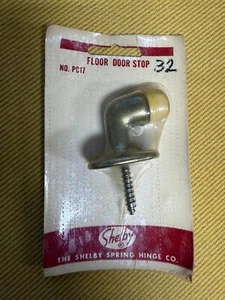 FLOOR DOOR STOP 32
NO. PC17
Shelby
THE SHELBY SPRING HINGE CO.